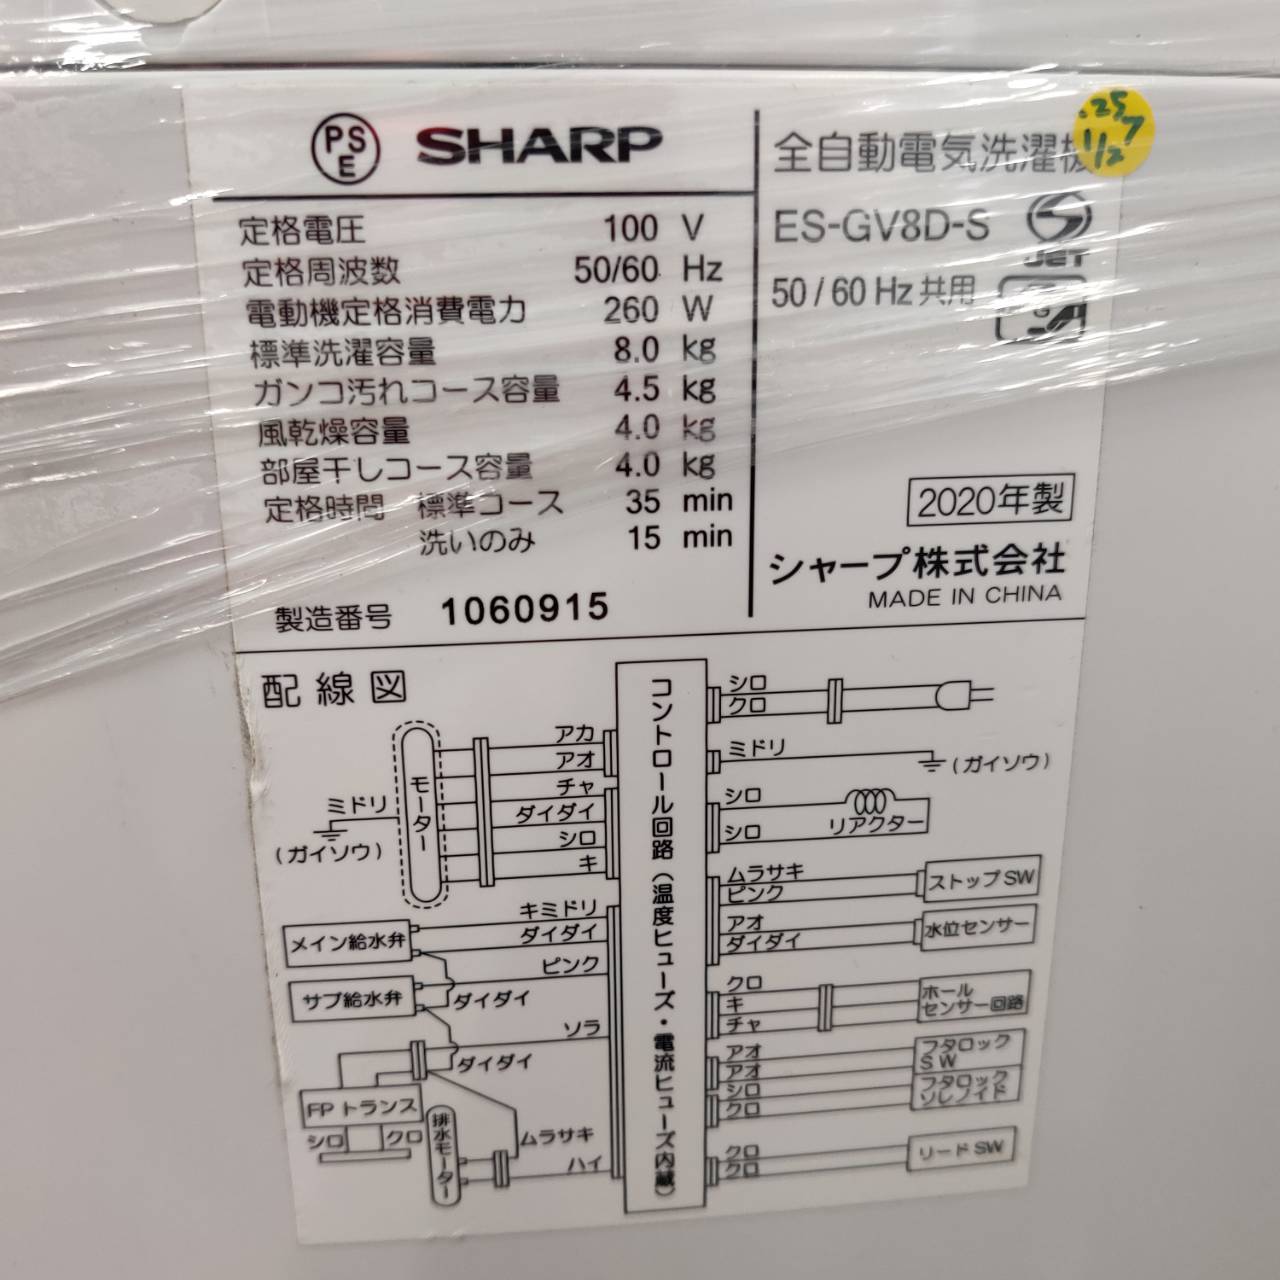 PSE SHARP
定格電圧 100 V
定格周波数 50/60 Hz
電動機定格消費電力 260 W
標準洗濯容量 8.0 kg
ガンコ汚れコース容量 4.5 kg
風乾燥容量 4.0 kg
部屋干しコース容量 4.0 kg
定格時間 標準コース 35 min
洗いのみ 15 min
製造番号 1060915
全自動電気洗濯機
.25 7
1/2
ES-GV8D-S
JET
50/60Hz共用
G
2020年製
シャープ株式会社
MADE IN CHINA
配線図
コントロール回路(温度ヒューズ・電流ヒューズ内蔵)
モーター
ミドリ
(ガイソウ)
アカ
アオ
チャ
ダイダイ
シロ
キ
メイン給水弁
キミドリ
ダイダイ
サブ給水弁
ピンク
ダイダイ
ソラ
ダイダイ
FPトランス
シロ クロ
排水モーター
ムラサキ
ハイ
シロ
クロ
ミドリ
(ガイソウ)
シロ
シロ
リアクター
ムラサキ
ピンク
ストップSW
アオ
ダイダイ
水位センサー
クロ
キ
チャ
ホール
センサー回路
アオ
アオ
フタロック
SW
シロ
クロ
フタロック
ソレノイド
クロ
クロ
リードSW